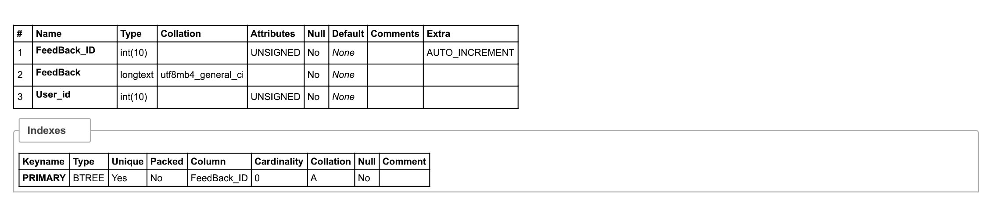 # Name Type Collation Attributes Null Default Comments Extra
1 FeedBack_ID int(10) UNSIGNED No None AUTO_INCREMENT
2 FeedBack longtext utf8mb4_general_ci No None
3 User_id int(10) UNSIGNED No None
Indexes
Keyname Type Unique Packed Column Cardinality Collation Null Comment
PRIMARY BTREE Yes No FeedBack_ID 0 A No